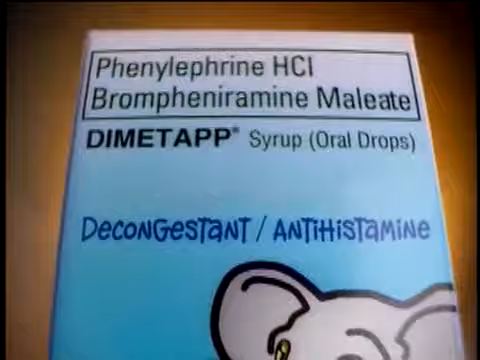 Phenylephrine HCl
Brompheniramine Maleate
DIMETAPP® Syrup (Oral Drops)
Decongestant / Antihistamine